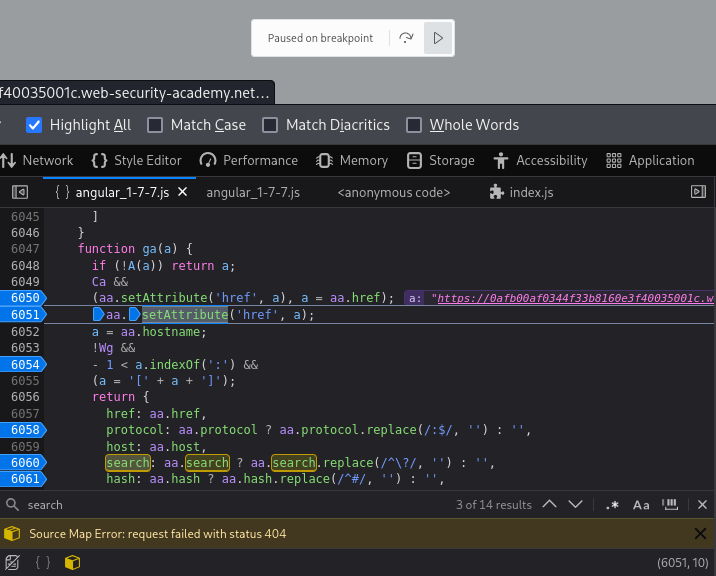 Paused on breakpoint
f40035001c.web-security-academy.net…
Highlight All Match Case Match Diacritics Whole Words
Network Style Editor Performance Memory Storage Accessibility Application
{ } angular_1-7-7.js angular_1-7-7.js <anonymous code> index.js
6045 ]
6046 }
6047 function ga(a) {
6048 if (!A(a)) return a;
6049 Ca &&
6050 (aa.setAttribute('href', a), a = aa.href); a: "https://0afb00af0344f33b8160e3f40035001c.w
6051 aa.setAttribute('href', a);
6052 a = aa.hostname;
6053 !Wg &&
6054 - 1 < a.indexOf(':') &&
6055 (a = '[' + a + ']');
6056 return {
6057 href: aa.href,
6058 protocol: aa.protocol ? aa.protocol.replace(/:$/, '') : '',
6059 host: aa.host,
6060 search: aa.search ? aa.search.replace(/^\?/, '') : '',
6061 hash: aa.hash ? aa.hash.replace(/^#/, '') : '',
search 3 of 14 results .* Aa
Source Map Error: request failed with status 404
{ } (6051, 10)